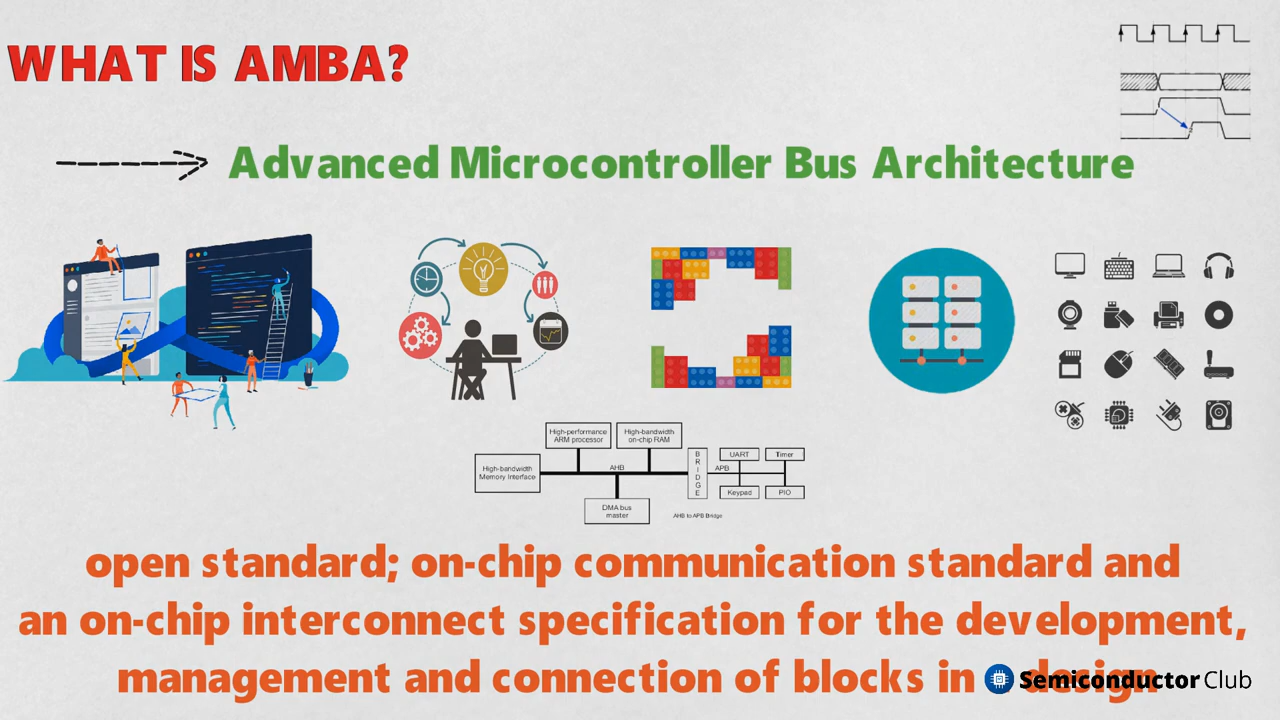 WHAT IS AMBA?
Advanced Microcontroller Bus Architecture
High-performance
ARM processor
High-bandwidth
on-chip RAM
High-bandwidth
Memory Interface
AHB
DMA bus
master
BRIDGE
APB
UART
Timer
Keypad
PIO
AHB to APB Bridge
open standard; on-chip communication standard and
an on-chip interconnect specification for the development,
management and connection of blocks in a design
Semiconductor Club